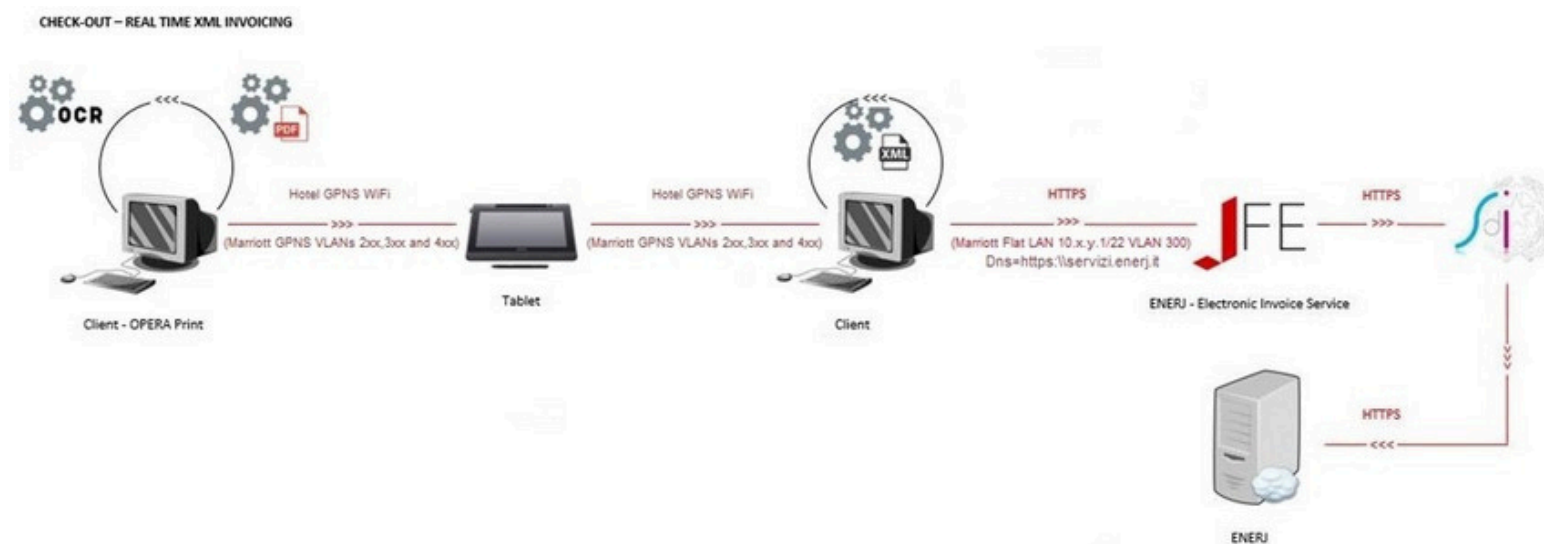 CHECK-OUT – REAL TIME XML INVOICING
<<<
OCR
PDF
Hotel GPNS WiFi
>>>
(Marriott GPNS VLANs 2xx,3xx and 4xx)
Client - OPERA Print
Tablet
Hotel GPNS WiFi
>>>
(Marriott GPNS VLANs 2xx,3xx and 4xx)
<<<
XML
Client
HTTPS
>>>
(Marriott Flat LAN 10.x.y.1/22 VLAN 300)
Dns=https:\\servizi.enerj.it
JFE
ENERJ - Electronic Invoice Service
HTTPS
>>>
Sdi
>>>
HTTPS
<<<
ENERJ